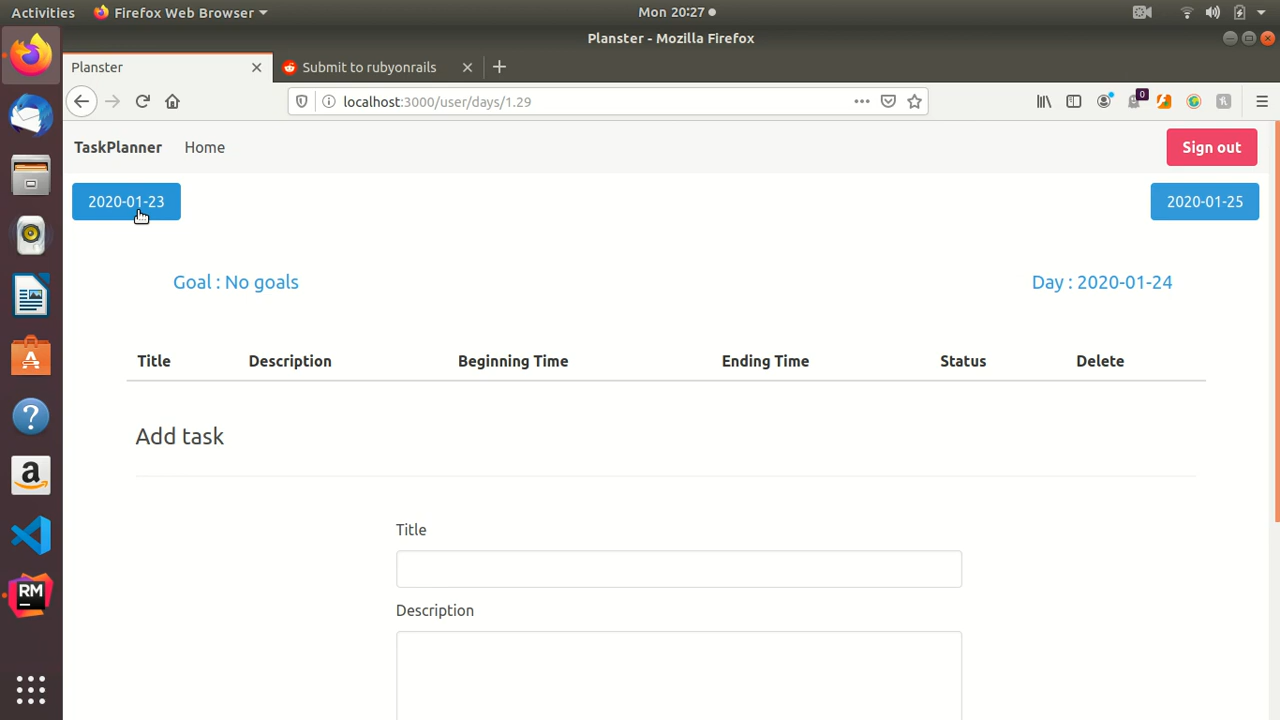 Activities Firefox Web Browser Mon 20:27
Planster - Mozilla Firefox
Planster Submit to rubyonrails
localhost:3000/user/days/1.29 0
TaskPlanner Home Sign out
2020-01-23 2020-01-25
Goal : No goals Day : 2020-01-24
Title Description Beginning Time Ending Time Status Delete
Add task
Title
Description
RM